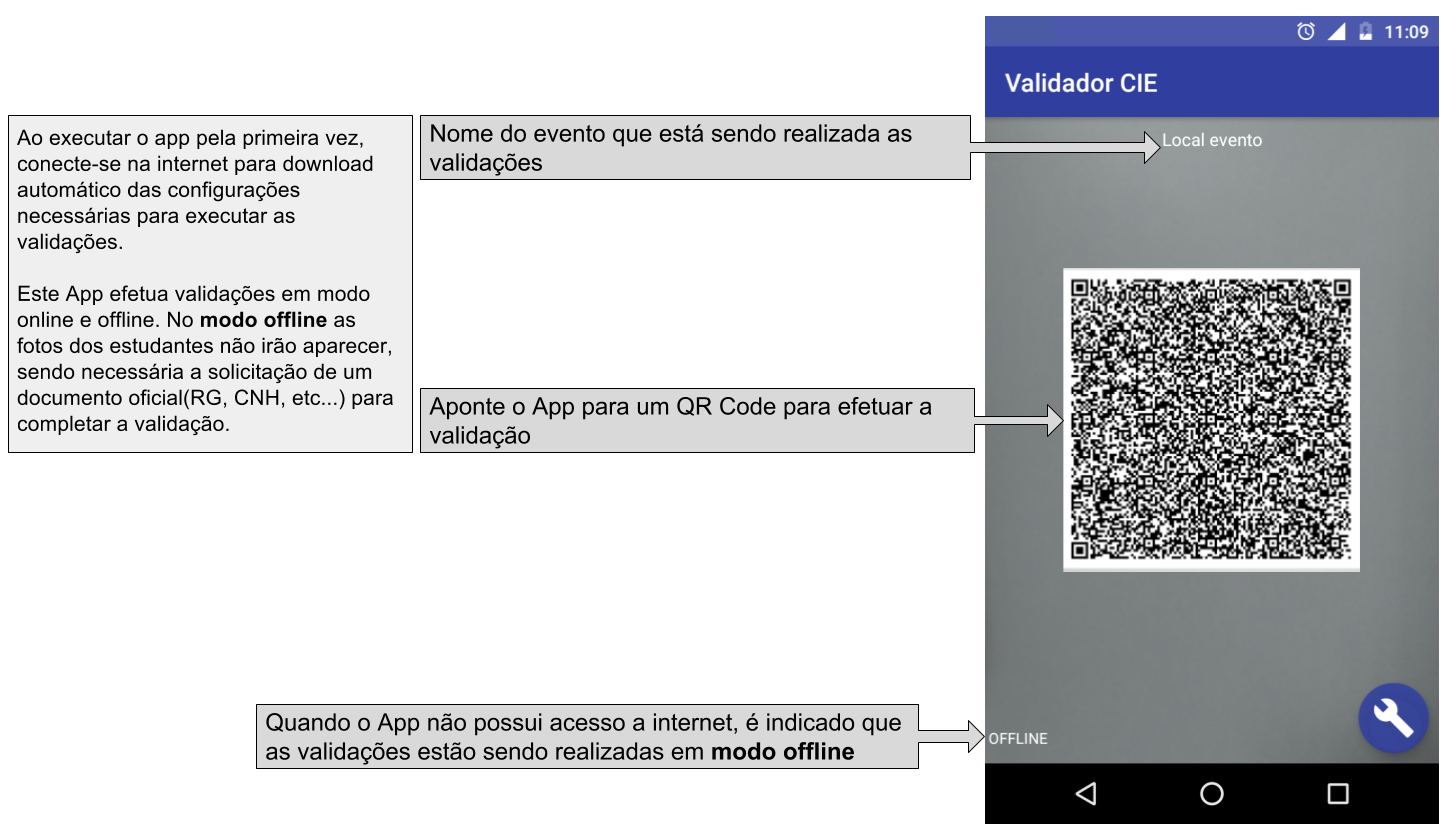 11:09
Validador CIE
Ao executar o app pela primeira vez,
conecte-se na internet para download
automático das configurações
necessárias para executar as
validações.
Este App efetua validações em modo
online e offline. No modo offline as
fotos dos estudantes não irão aparecer,
sendo necessária a solicitação de um
documento oficial(RG, CNH, etc...) para
completar a validação.
Nome do evento que está sendo realizada as
validações
Local evento
Aponte o App para um QR Code para efetuar a
validação
Quando o App não possui acesso a internet, é indicado que
as validações estão sendo realizadas em modo offline
OFFLINE